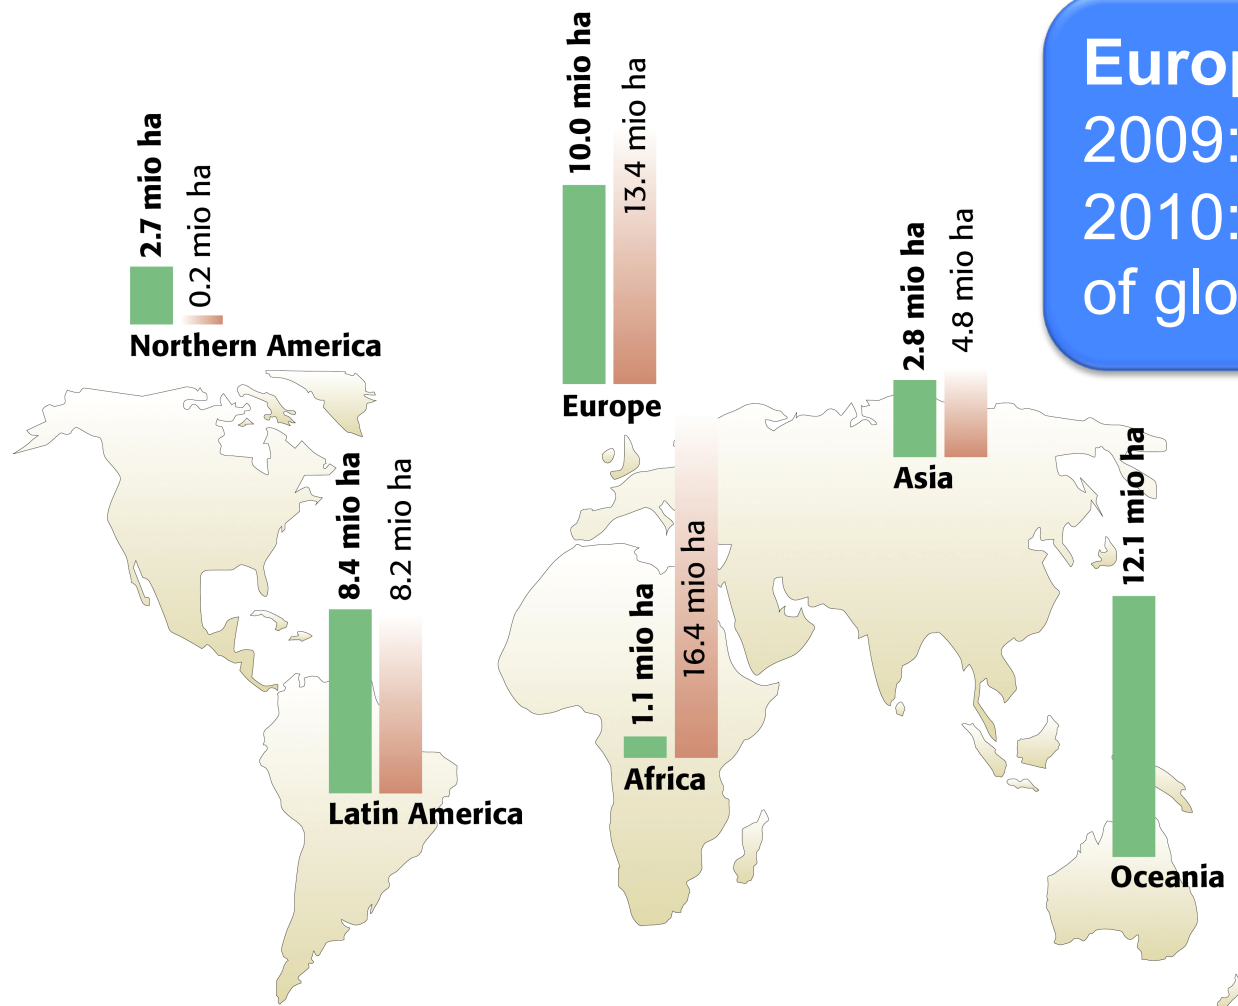 Europ
2009:
2010:
of glo
2.7 mio ha
0.2 mio ha
Northern America
10.0 mio ha
13.4 mio ha
Europe
2.8 mio ha
4.8 mio ha
Asia
8.4 mio ha
8.2 mio ha
Latin America
1.1 mio ha
16.4 mio ha
Africa
12.1 mio ha
Oceania